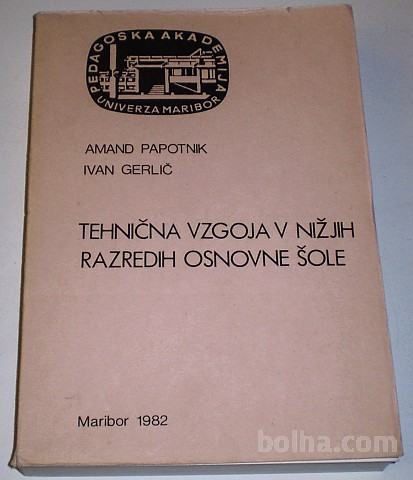 PEDAGOŠKA AKADEMIJA
UNIVERZA MARIBOR
AMAND PAPOTNIK
IVAN GERLIČ
TEHNIČNA VZGOJA V NIŽJIH
RAZREDIH OSNOVNE ŠOLE
Maribor 1982
bolha.com